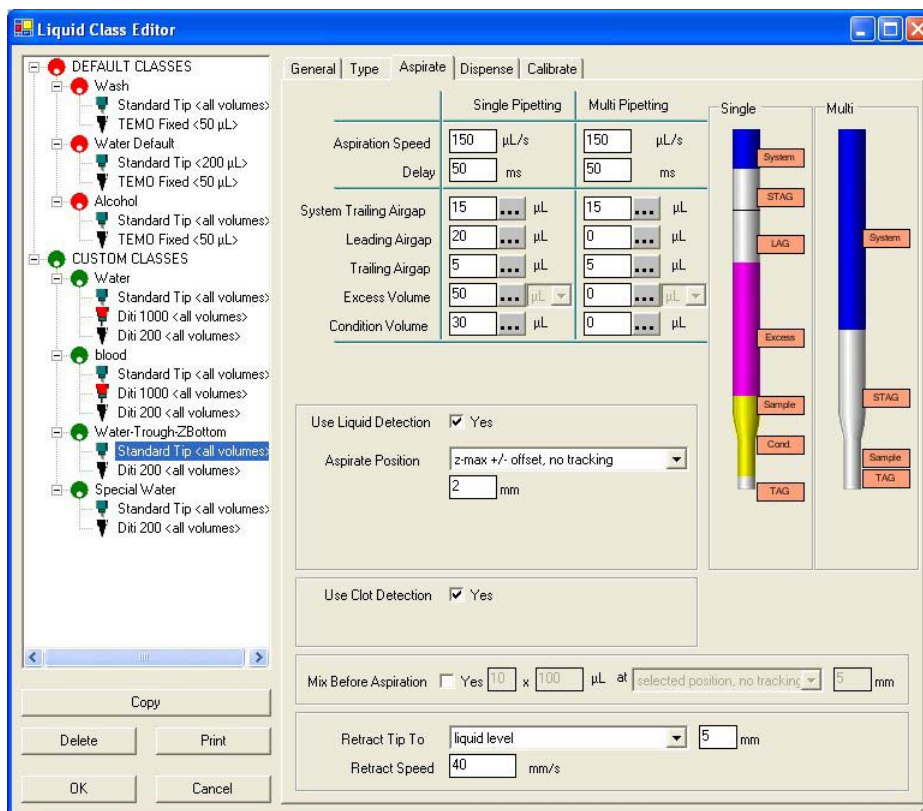 Liquid Class Editor
DEFAULT CLASSES
Wash
Standard Tip <all volumes>
TEMO Fixed <50 µL>
Water Default
Standard Tip <200 µL>
TEMO Fixed <50 µL>
Alcohol
Standard Tip <all volumes>
TEMO Fixed <50 µL>
CUSTOM CLASSES
Water
Standard Tip <all volumes>
Diti 1000 <all volumes>
Diti 200 <all volumes>
blood
Standard Tip <all volumes>
Diti 1000 <all volumes>
Diti 200 <all volumes>
Water-Trough-ZBottom
Standard Tip <all volumes>
Diti 200 <all volumes>
Special Water
Standard Tip <all volumes>
Diti 200 <all volumes>
Copy
Delete Print
OK Cancel
General Type Aspirate Dispense Calibrate
Single Pipetting Multi Pipetting
Aspiration Speed 150 µL/s 150 µL/s
Delay 50 ms 50 ms
System Trailing Airgap 15 ... µL 15 ... µL
Leading Airgap 20 ... µL 0 ... µL
Trailing Airgap 5 ... µL 5 ... µL
Excess Volume 50 ... µL 0 ... µL
Condition Volume 30 ... µL 0 ... µL
Single
System
STAG
LAG
Excess
Sample
Cond.
TAG
Multi
System
STAG
Sample
TAG
Use Liquid Detection Yes
Aspirate Position z-max +/- offset, no tracking
2 mm
Use Clot Detection Yes
Mix Before Aspiration Yes 10 x 100 µL at selected position, no tracking 5 mm
Retract Tip To liquid level 5 mm
Retract Speed 40 mm/s